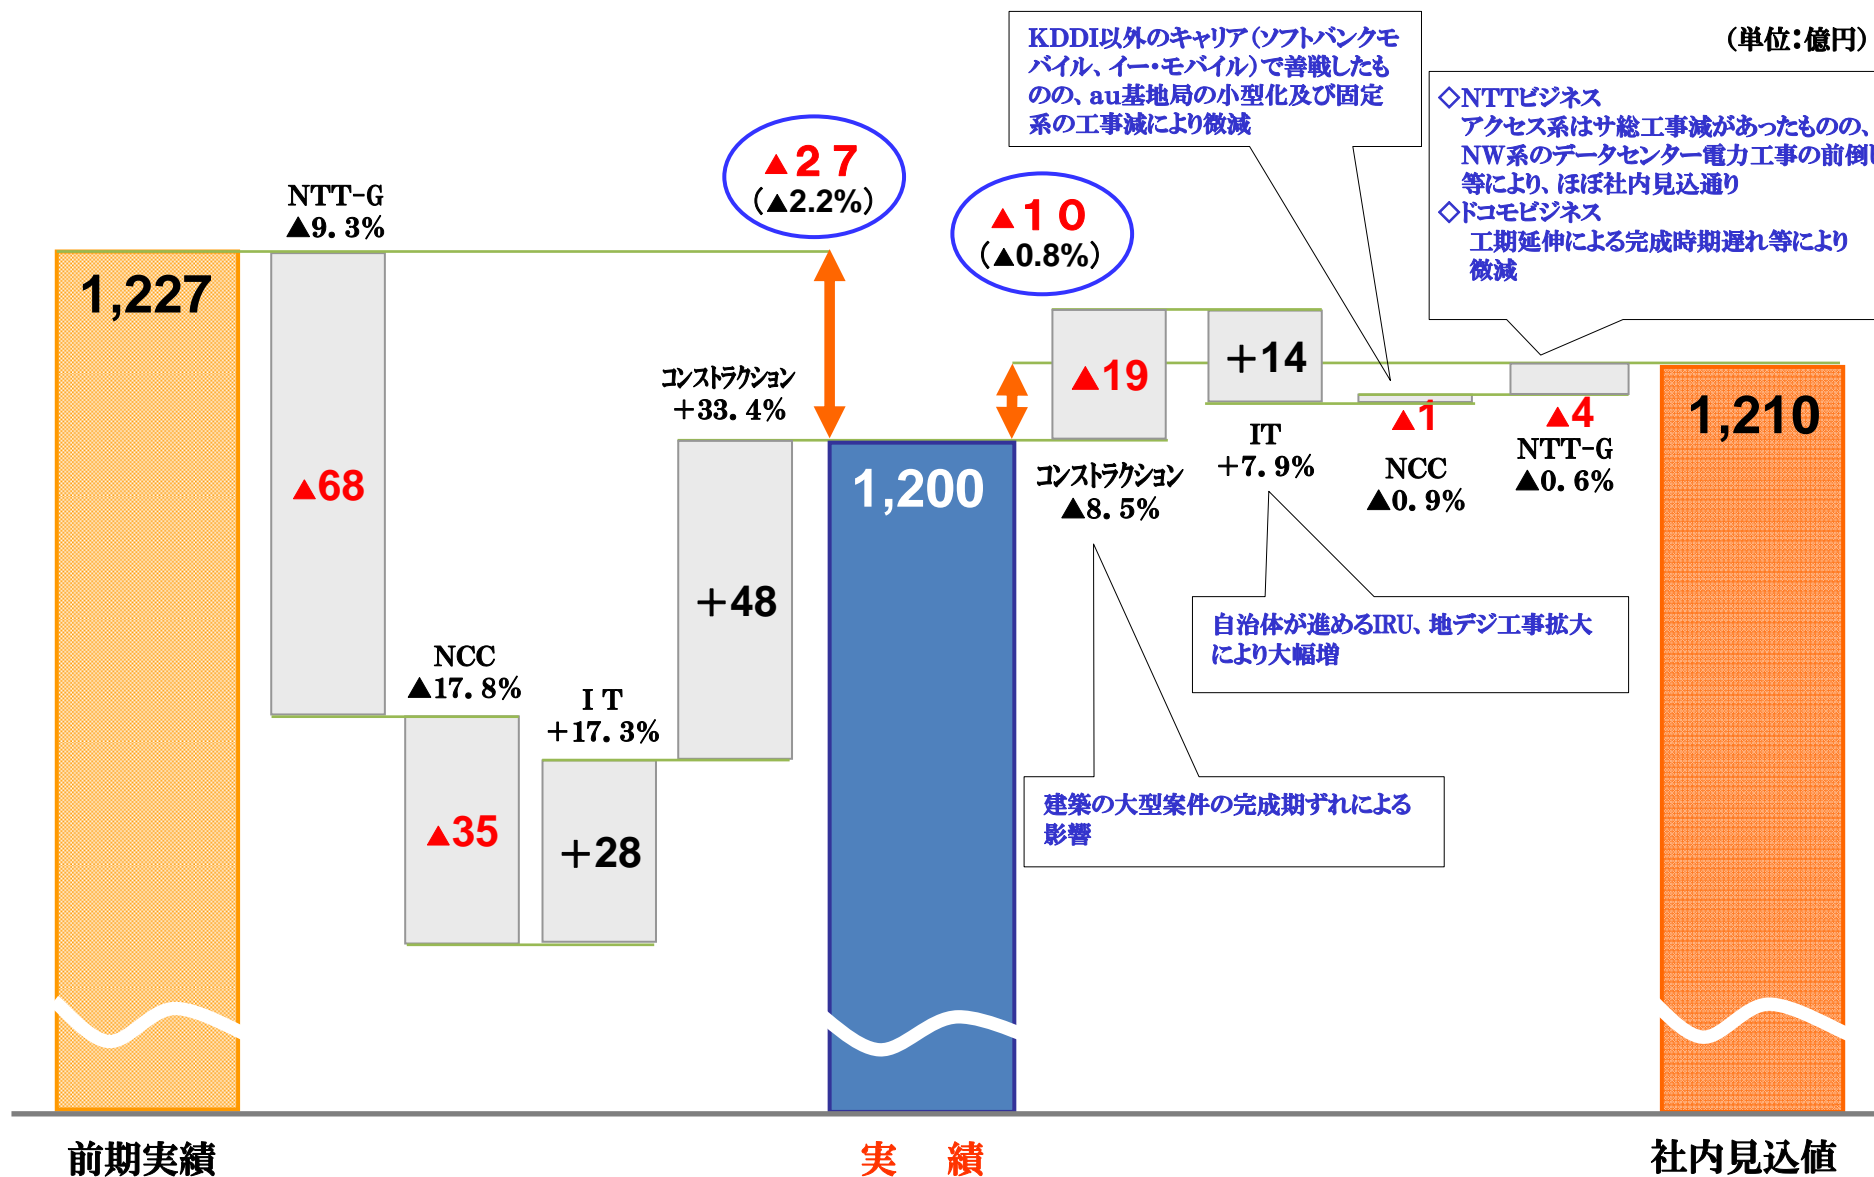 (単位:億円)
KDDI以外のキャリア(ソフトバンクモ
バイル、イー・モバイル)で善戦したも
のの、au基地局の小型化及び固定
系の工事減により微減
◇NTTビジネス
アクセス系はサ総工事減があったものの、
NW系のデータセンター電力工事の前倒し
等により、ほぼ社内見込通り
◇ドコモビジネス
工期延伸による完成時期遅れ等により
微減
▲27
(▲2.2%)
▲10
(▲0.8%)
1,227
NTT-G
▲9.3%
▲68
NCC
▲17.8%
▲35
IT
+17.3%
+28
コンストラクション
+33.4%
+48
1,200
▲19
コンストラクション
▲8.5%
+14
IT
+7.9%
▲1
NCC
▲0.9%
▲4
NTT-G
▲0.6%
1,210
自治体が進めるIRU、地デジ工事拡大
により大幅増
建築の大型案件の完成期ずれによる
影響
前期実績
実 績
社内見込値